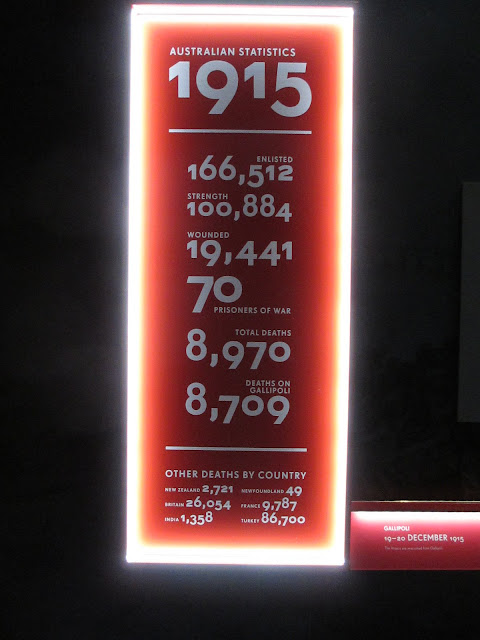 AUSTRALIAN STATISTICS
1915
ENLISTED
166,512
STRENGTH
100,884
WOUNDED
19,441
70
PRISONERS OF WAR
TOTAL DEATHS
8,970
DEATHS ON
GALLIPOLI
8,709
OTHER DEATHS BY COUNTRY
NEW ZEALAND 2,721 NEWFOUNDLAND 49
BRITAIN 26,054 FRANCE 9,787
INDIA 1,358 TURKEY 86,700
GALLIPOLI
19–20 DECEMBER 1915